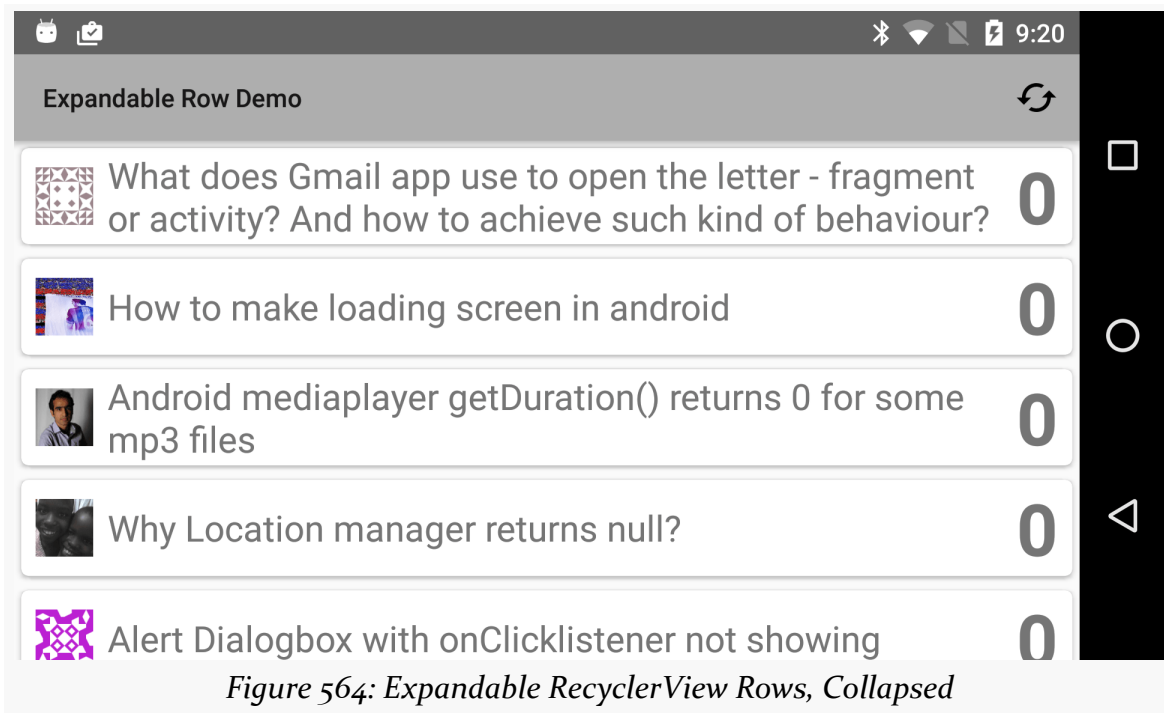 9:20
Expandable Row Demo
What does Gmail app use to open the letter - fragment
or activity? And how to achieve such kind of behaviour?
0
How to make loading screen in android
0
Android mediaplayer getDuration() returns 0 for some
mp3 files
0
Why Location manager returns null?
0
Alert Dialogbox with onClicklistener not showing
0
Figure 564: Expandable RecyclerView Rows, Collapsed